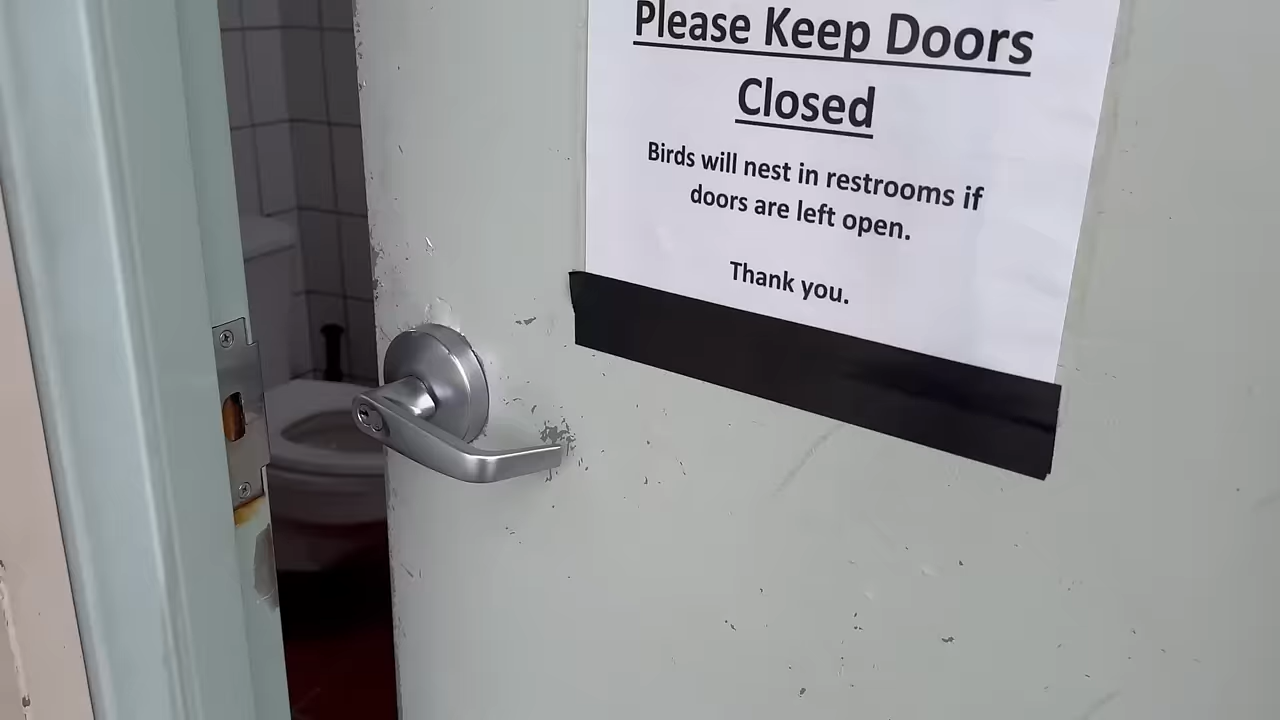 Please Keep Doors
Closed
Birds will nest in restrooms if
doors are left open.
Thank you.